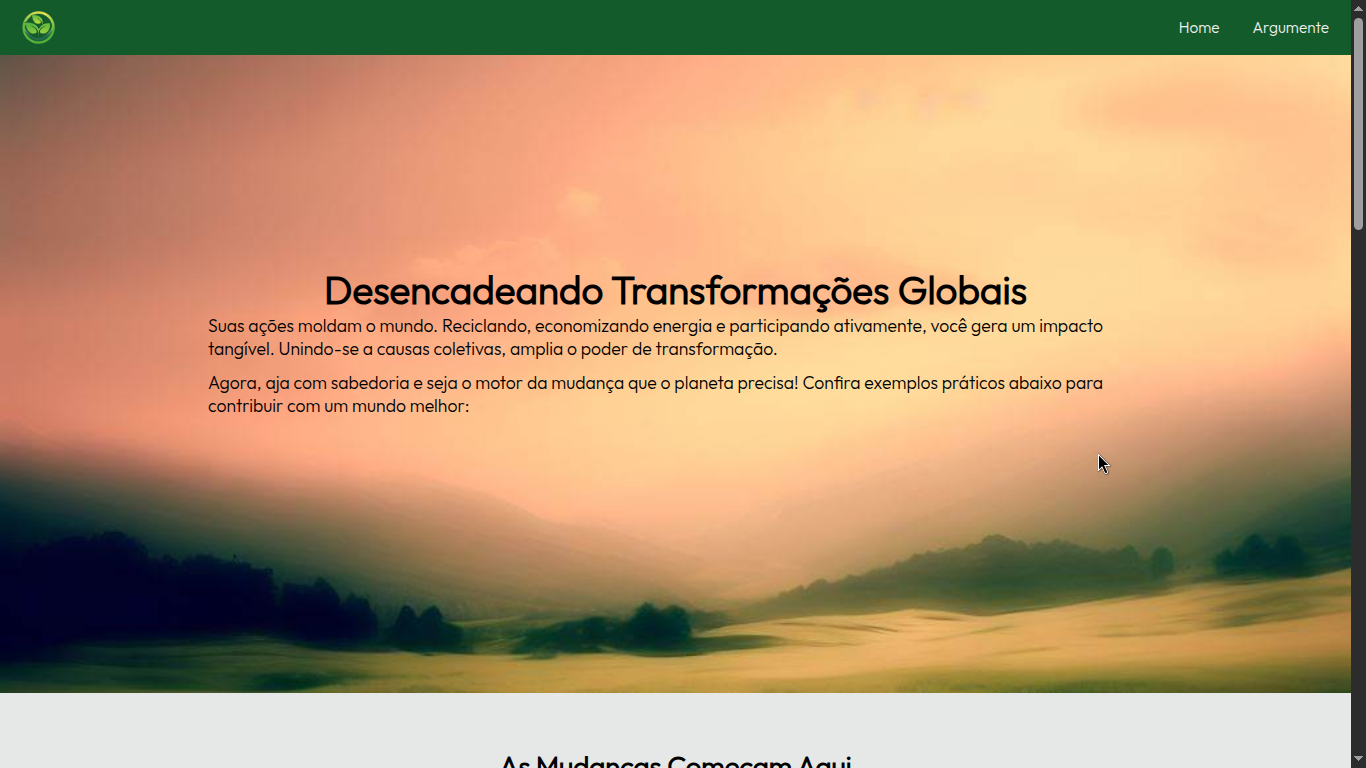 Home Argumente
Desencadeando Transformações Globais
Suas ações moldam o mundo. Reciclando, economizando energia e participando ativamente, você gera um impacto
tangível. Unindo-se a causas coletivas, amplia o poder de transformação.
Agora, aja com sabedoria e seja o motor da mudança que o planeta precisa! Confira exemplos práticos abaixo para
contribuir com um mundo melhor:
As Mudanças Começam Aqui